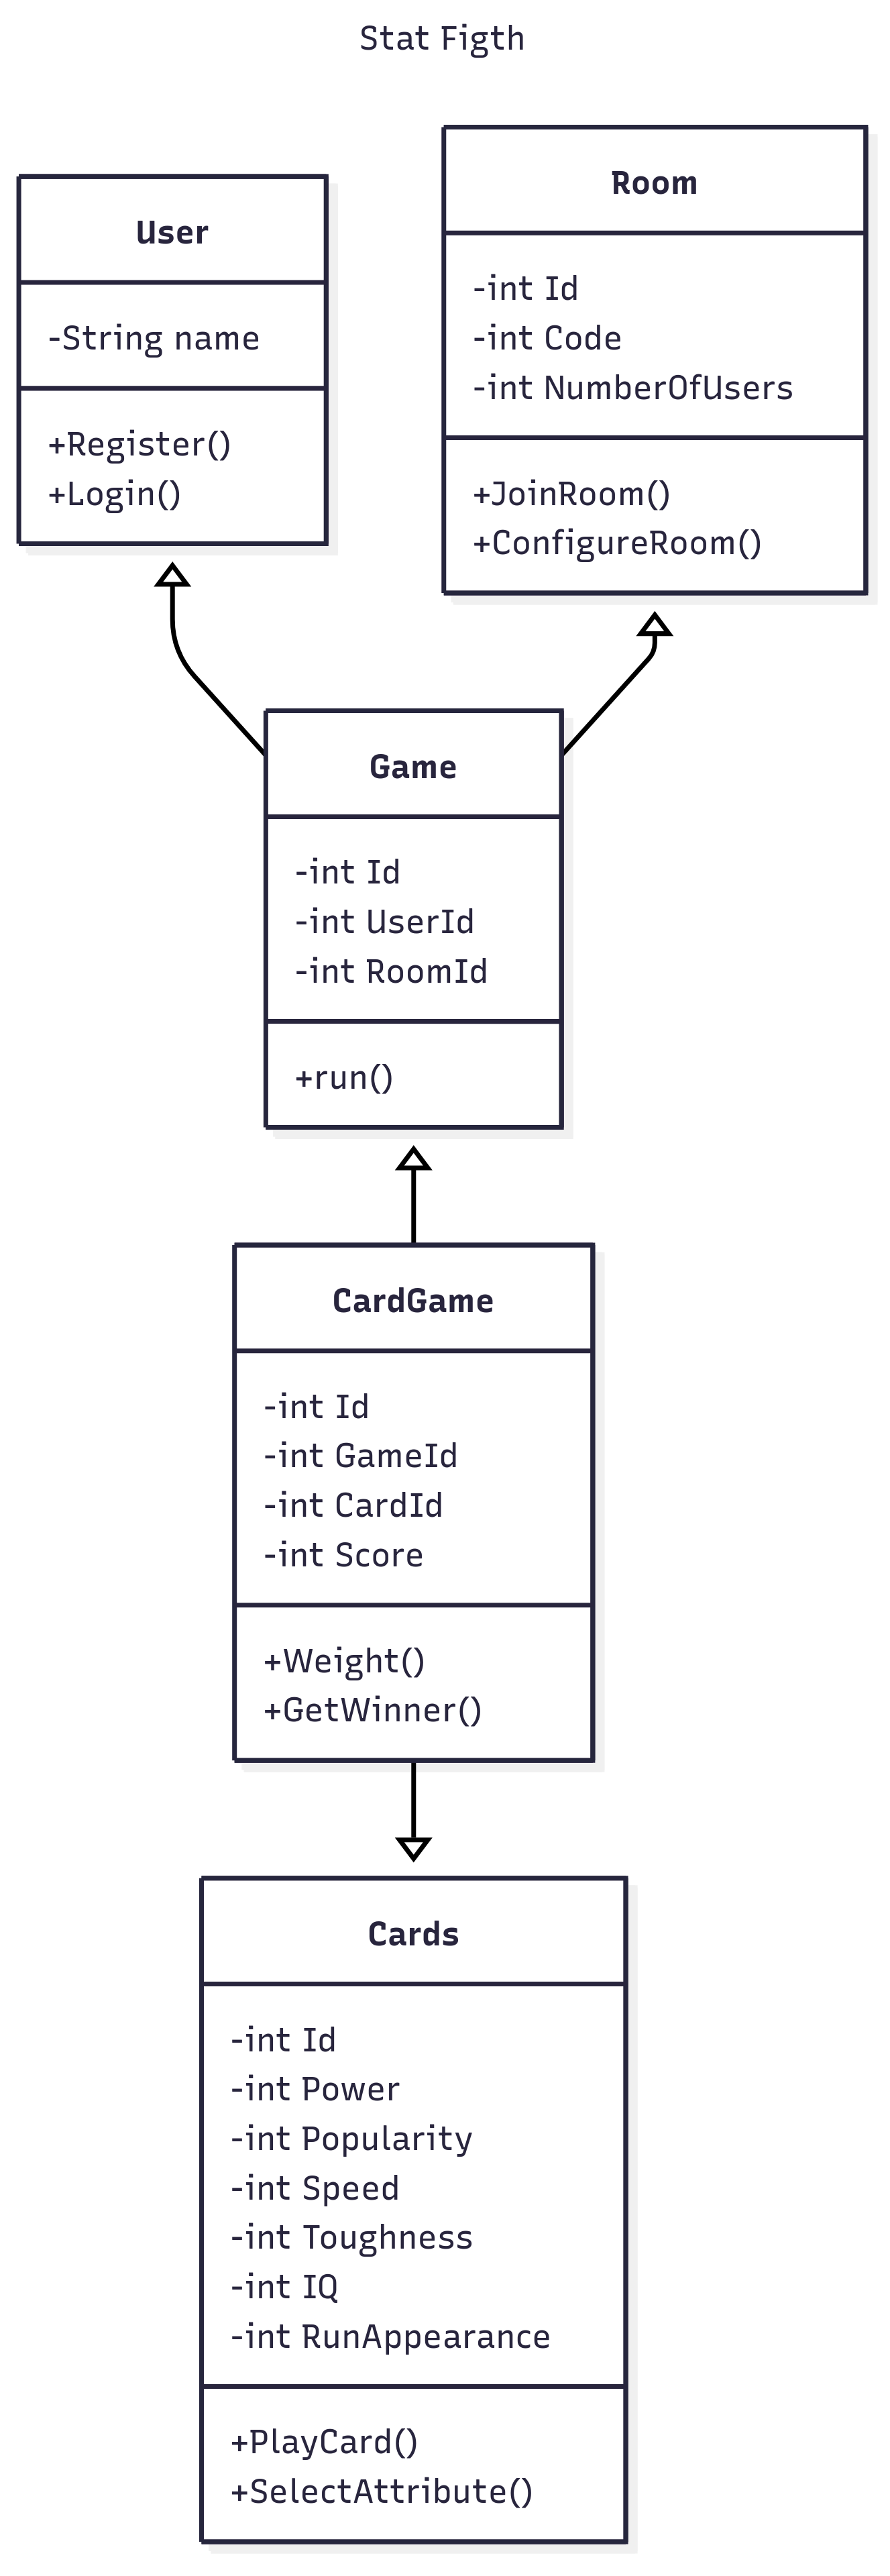 Stat Figth
User
-String name
+Register()
+Login()
Room
-int Id
-int Code
-int NumberOfUsers
+JoinRoom()
+ConfigureRoom()
Game
-int Id
-int UserId
-int RoomId
+run()
CardGame
-int Id
-int GameId
-int CardId
-int Score
+Weight()
+GetWinner()
Cards
-int Id
-int Power
-int Popularity
-int Speed
-int Toughness
-int IQ
-int RunAppearance
+PlayCard()
+SelectAttribute()